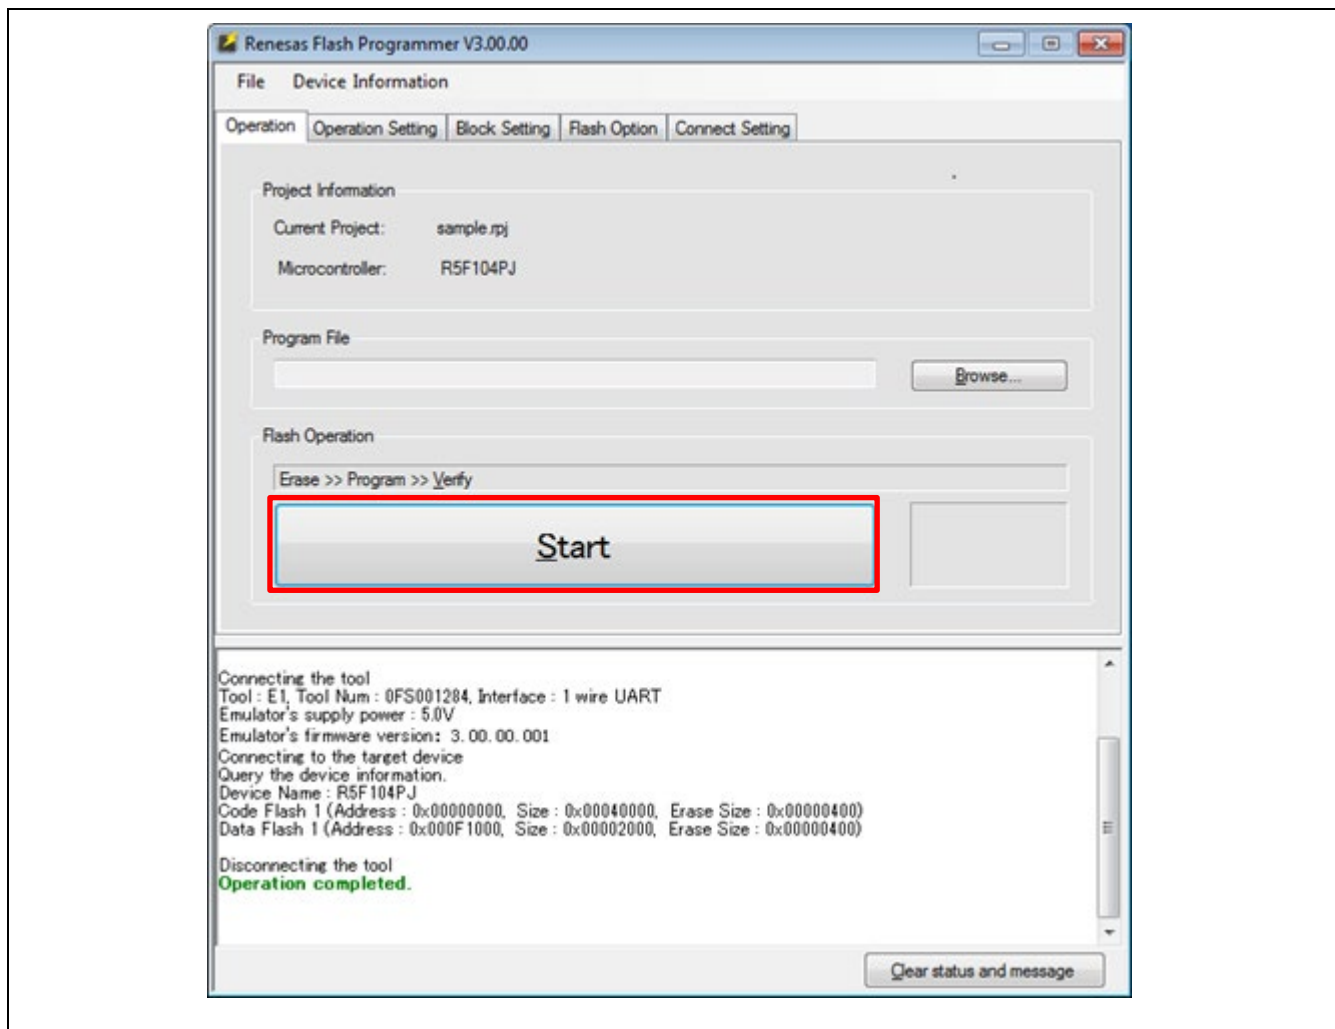 Renesas Flash Programmer V3.00.00
File Device Information
Operation Operation Setting Block Setting Flash Option Connect Setting
Project Information
Current Project: sample.rpj
Microcontroller: R5F104PJ
Program File
Browse...
Flash Operation
Erase >> Program >> Verify
Start
Connecting the tool
Tool : E1, Tool Num : 0FS001284, Interface : 1 wire UART
Emulator's supply power : 5.0V
Emulator's firmware version: 3.00.00.001
Connecting to the target device
Query the device information.
Device Name : R5F104PJ
Code Flash 1 (Address : 0x00000000, Size : 0x00040000, Erase Size : 0x00000400)
Data Flash 1 (Address : 0x000F1000, Size : 0x00002000, Erase Size : 0x00000400)
Disconnecting the tool
Operation completed.
Clear status and message